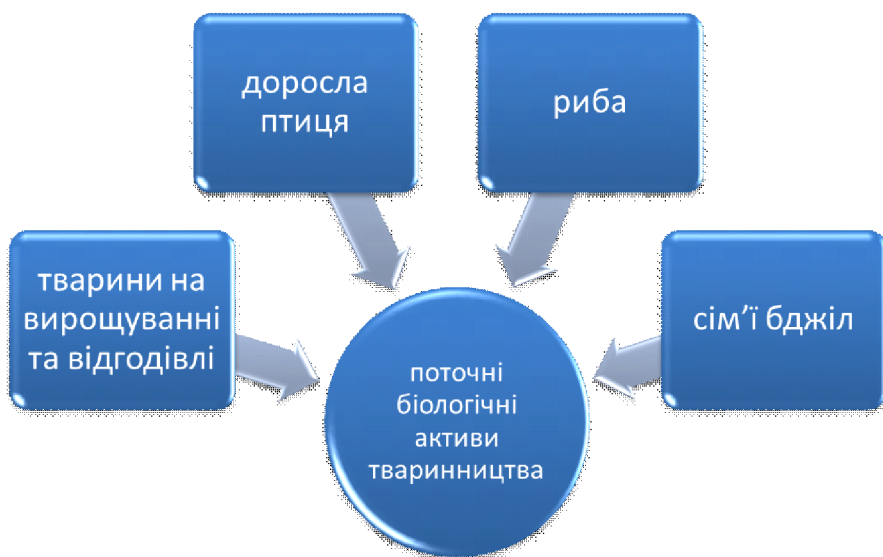 доросла
птиця
риба
тварини на
вирощуванні
та відгодівлі
сім’ї бджіл
поточні
біологічні
активи
тваринництва